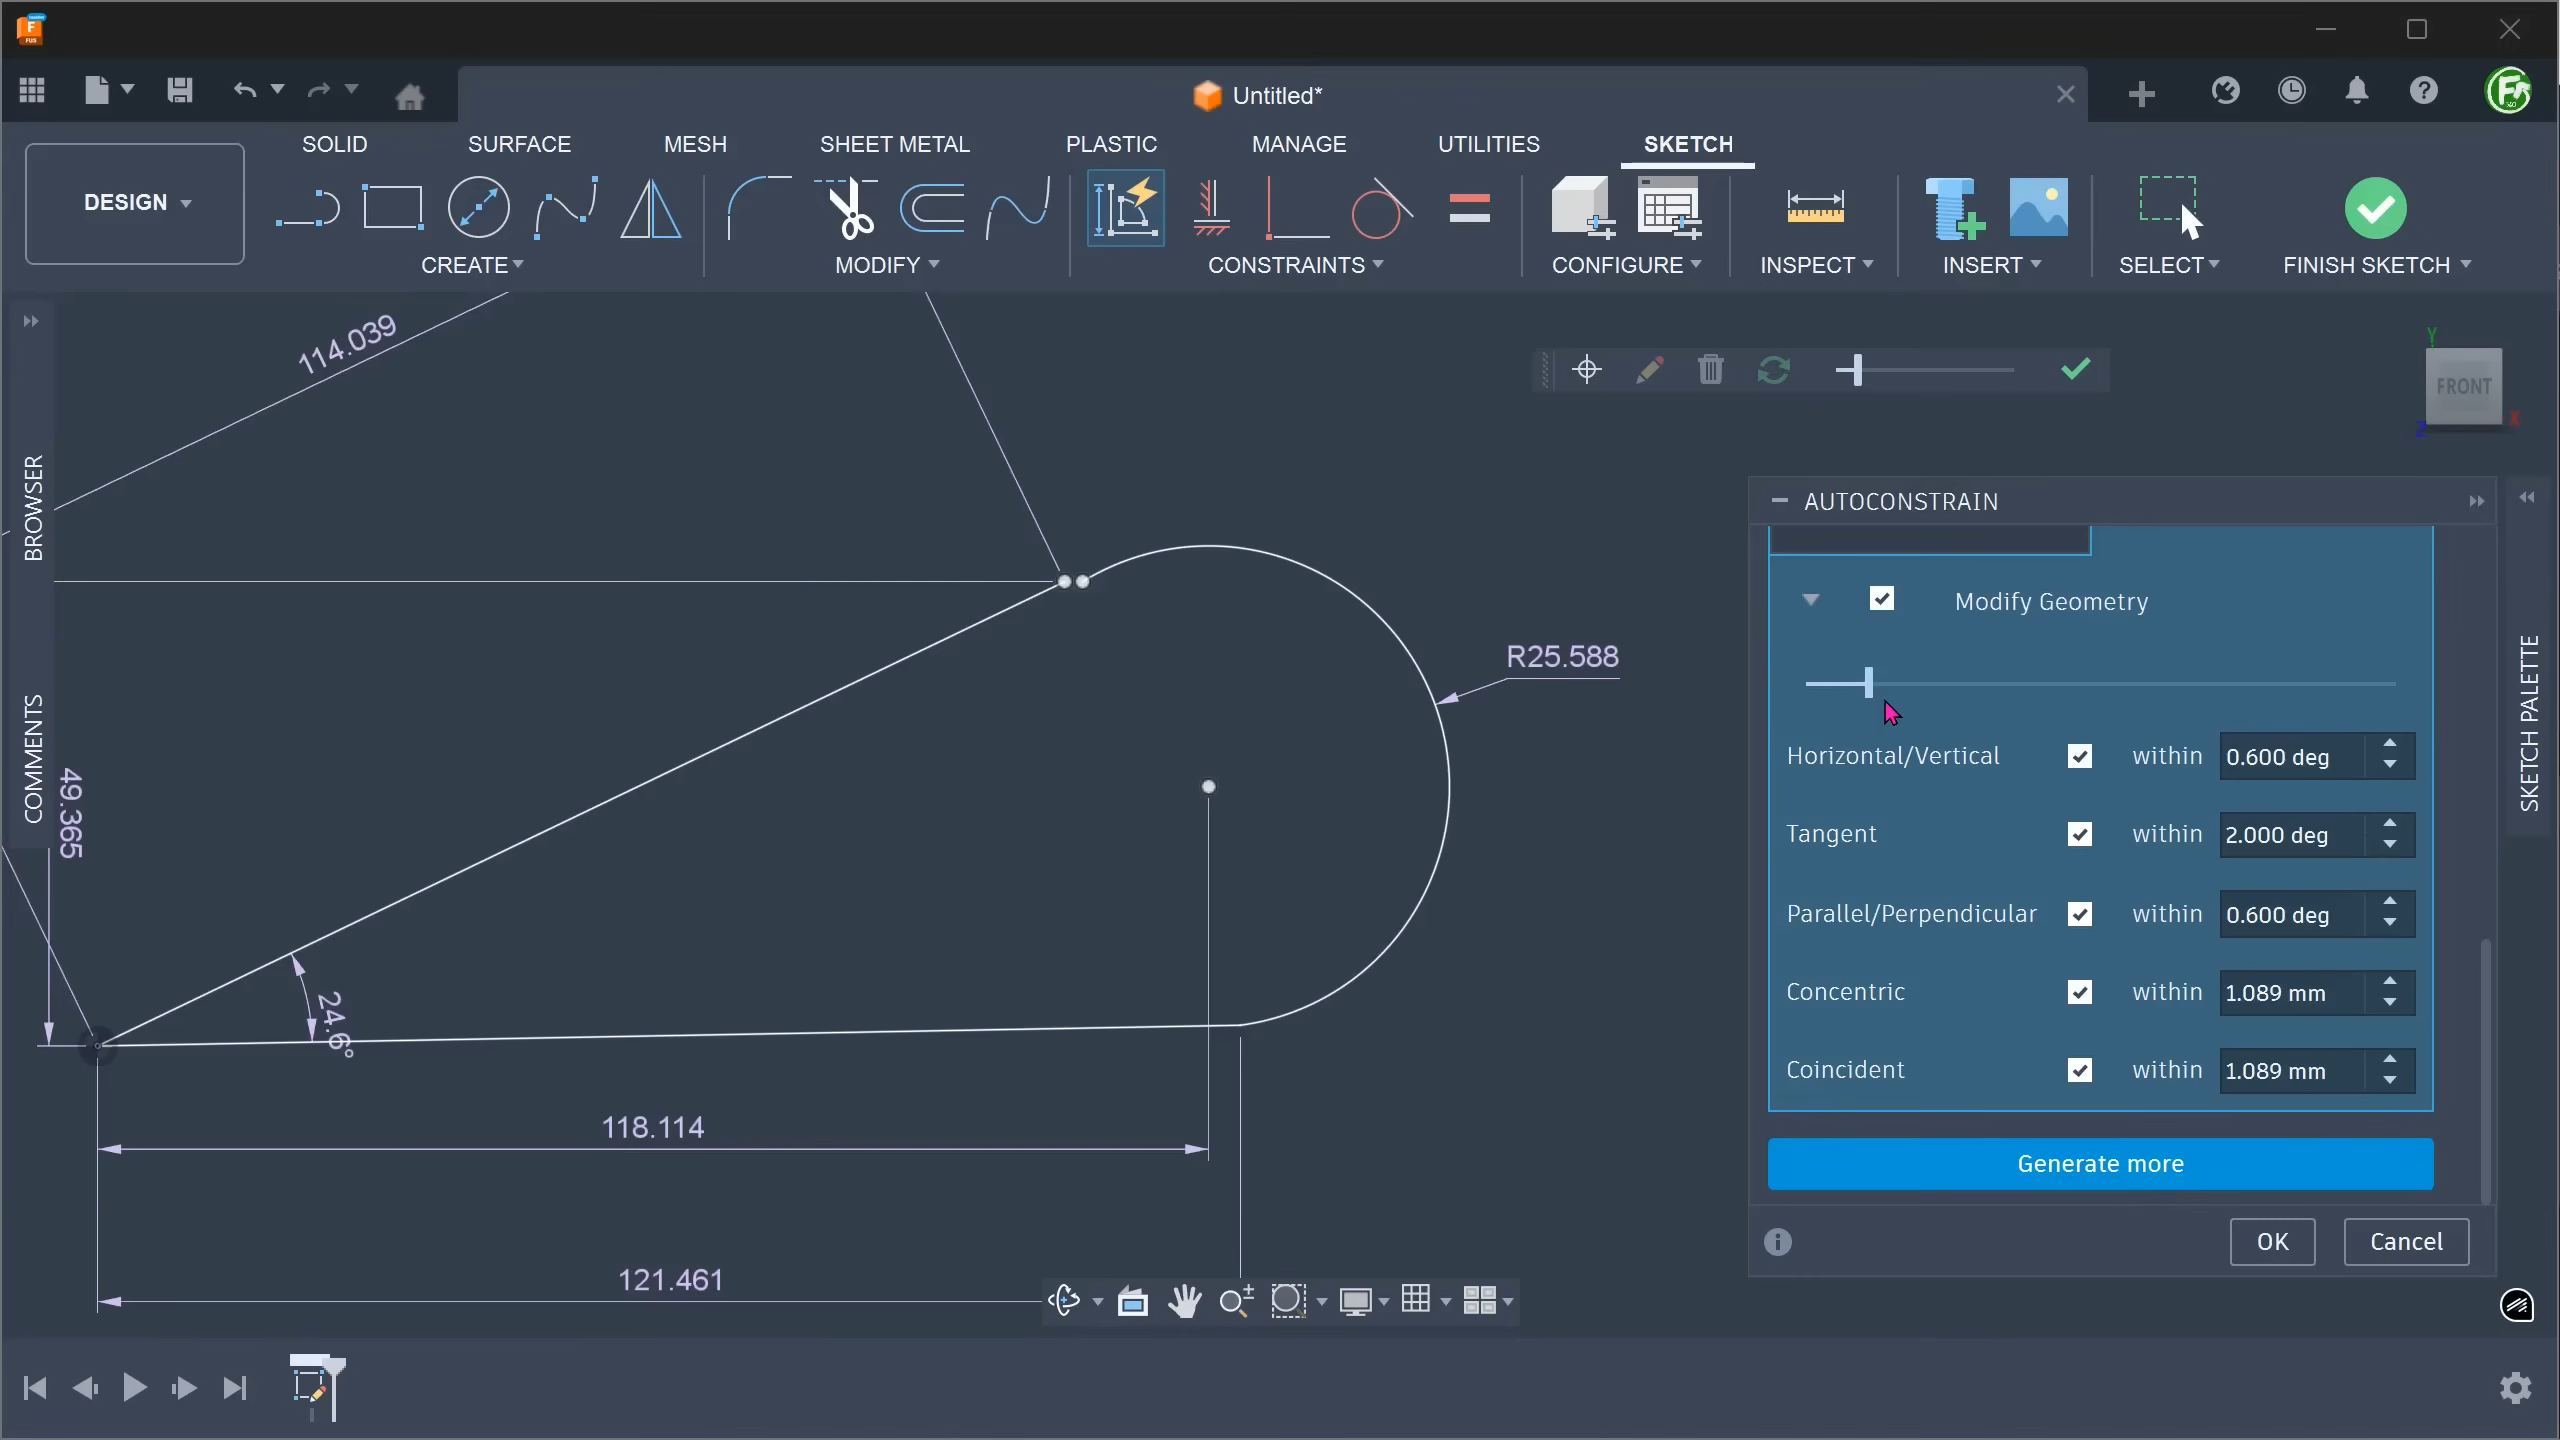 Untitled*
SOLID SURFACE MESH SHEET METAL PLASTIC MANAGE UTILITIES SKETCH
DESIGN
CREATE MODIFY CONSTRAINTS CONFIGURE INSPECT INSERT SELECT FINISH SKETCH
114.039
Y
FRONT
X
Z
BROWSER
COMMENTS
49.365
R25.588
24.6°
118.114
121.461
AUTOCONSTRAIN
Modify Geometry
Horizontal/Vertical within 0.600 deg
Tangent within 2.000 deg
Parallel/Perpendicular within 0.600 deg
Concentric within 1.089 mm
Coincident within 1.089 mm
Generate more
OK Cancel
SKETCH PALETTE